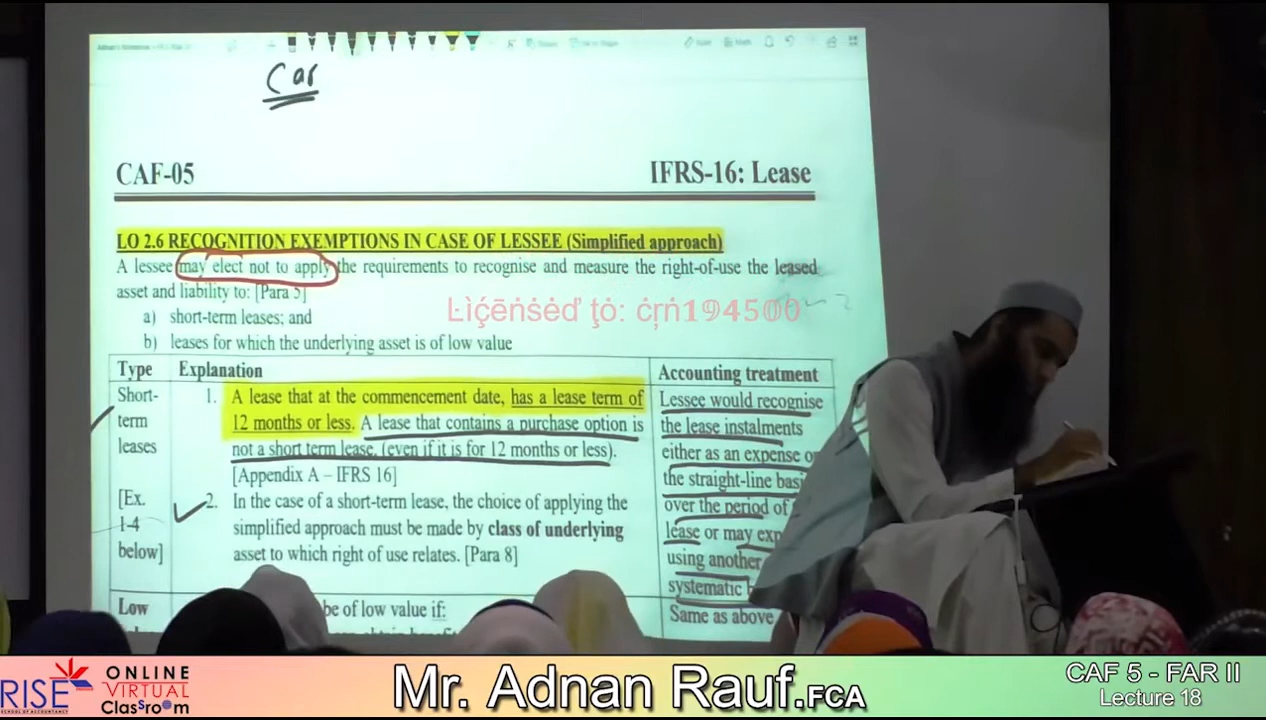 Car
CAF-05 IFRS-16: Lease
LO 2.6 RECOGNITION EXEMPTIONS IN CASE OF LESSEE (Simplified approach)
A lessee may elect not to apply the requirements to recognise and measure the right-of-use the leased
asset and liability to: [Para 5]
a) short-term leases; and
b) leases for which the underlying asset is of low value
Ŀíḱēṅṡėď ţȯ: ċŗṅ194500
Type Explanation Accounting treatment
Short-
term
leases
[Ex.
1-4
below]
1. A lease that at the commencement date, has a lease term of
12 months or less. A lease that contains a purchase option is
not a short term lease. (even if it is for 12 months or less).
[Appendix A – IFRS 16]
2. In the case of a short-term lease, the choice of applying the
simplified approach must be made by class of underlying
asset to which right of use relates. [Para 8]
Lessee would recognise
the lease instalments
either as an expense o
the straight-line basi
over the period of
lease or may exp
using another
systematic b
Low be of low value if: Same as above
RISE
SCHOOL OF ACCOUNTANCY
ONLINE
VIRTUAL
Classroom
Mr. Adnan Rauf.FCA
CAF 5 - FAR II
Lecture 18